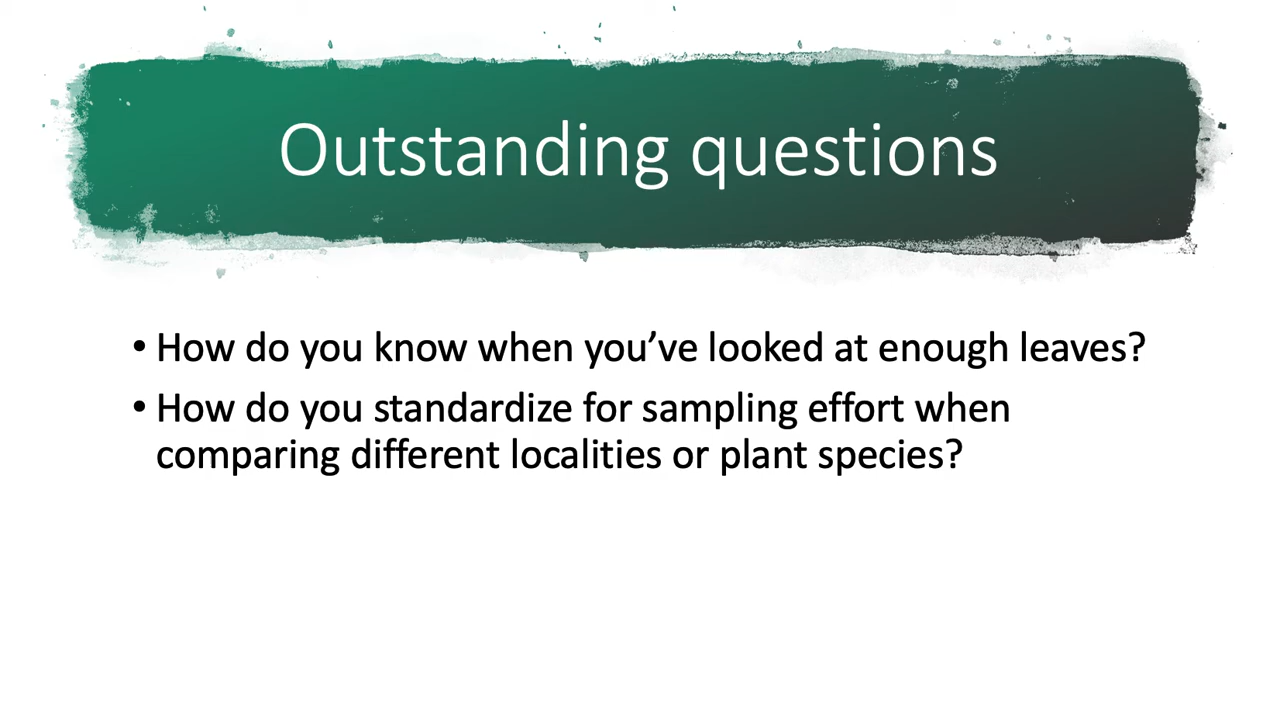 Outstanding questions
• How do you know when you’ve looked at enough leaves?
• How do you standardize for sampling effort when
comparing different localities or plant species?